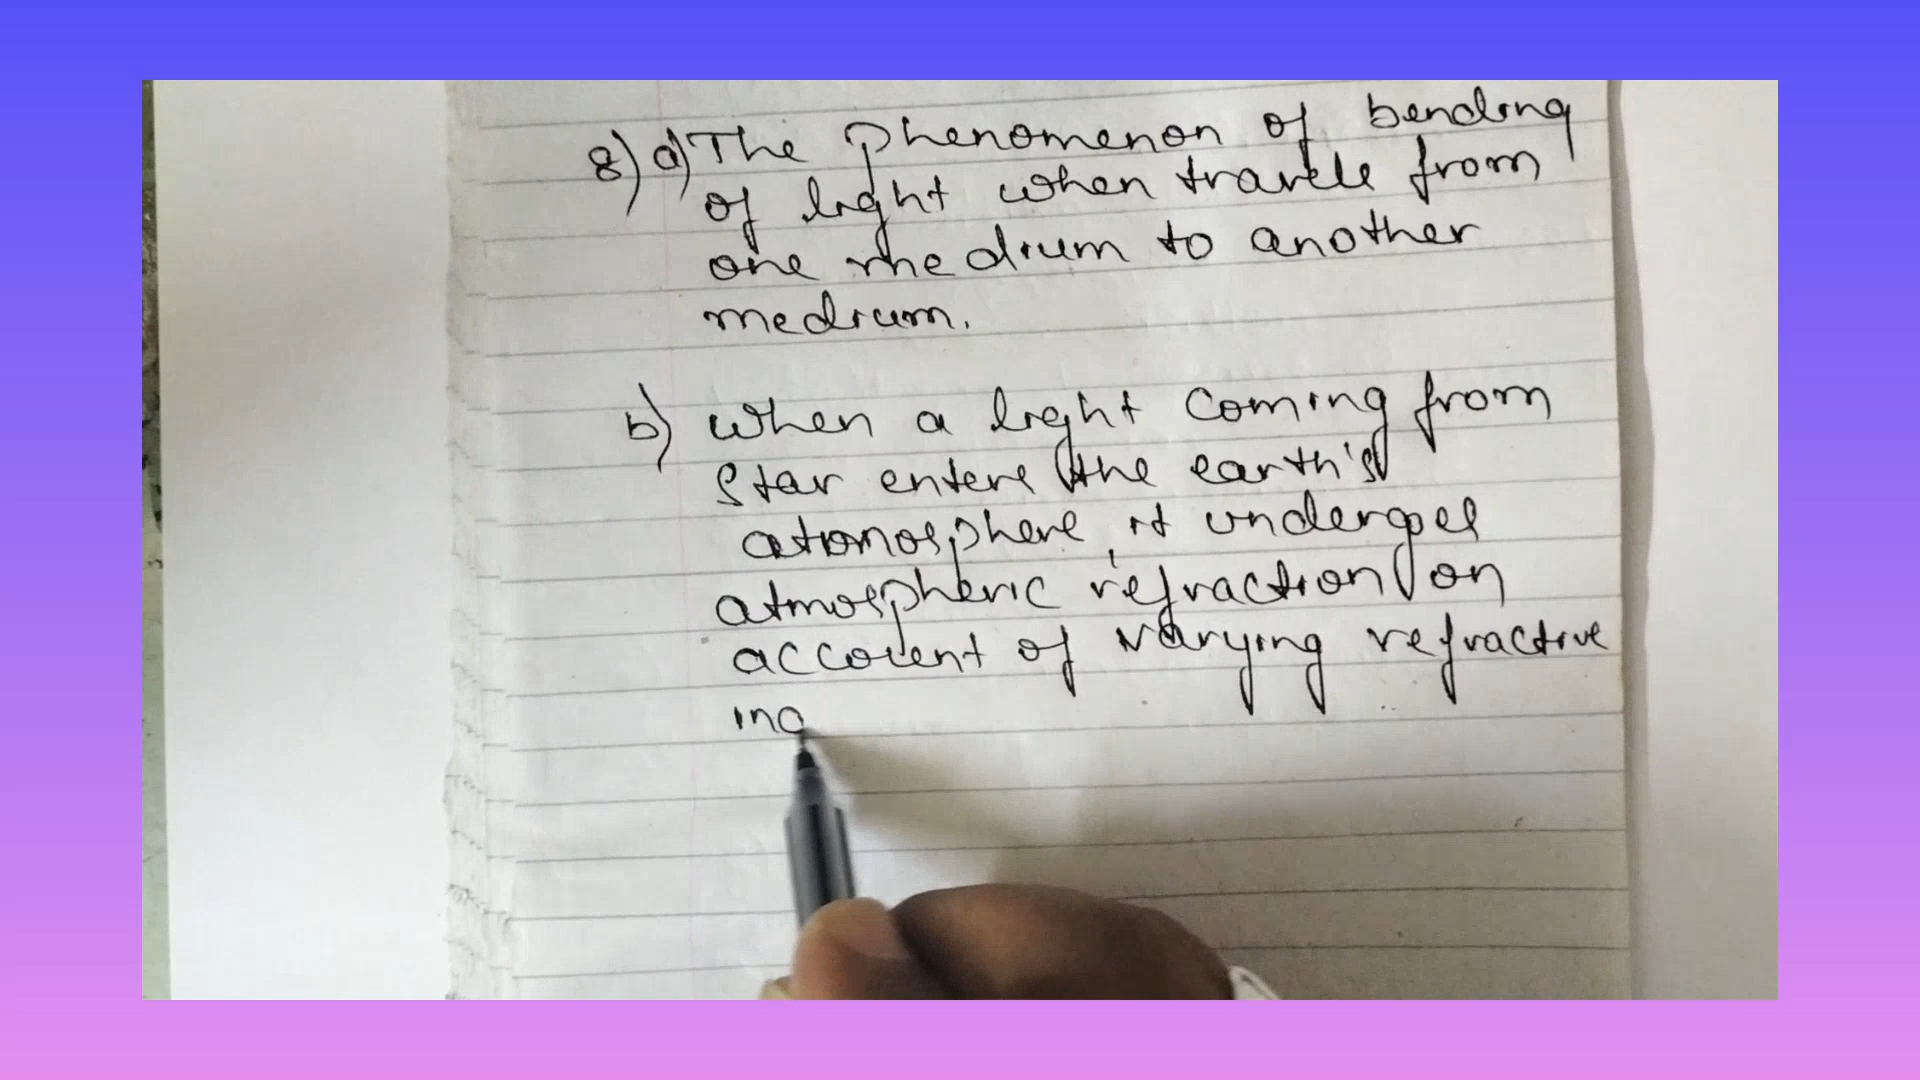 8) a) The phenomenon of bending
of light when travels from
one medium to another
medium.
b) When a light coming from
star enters the earth's
atmosphere, it undergoes
atmospheric refraction on
account of varying refractive
ind